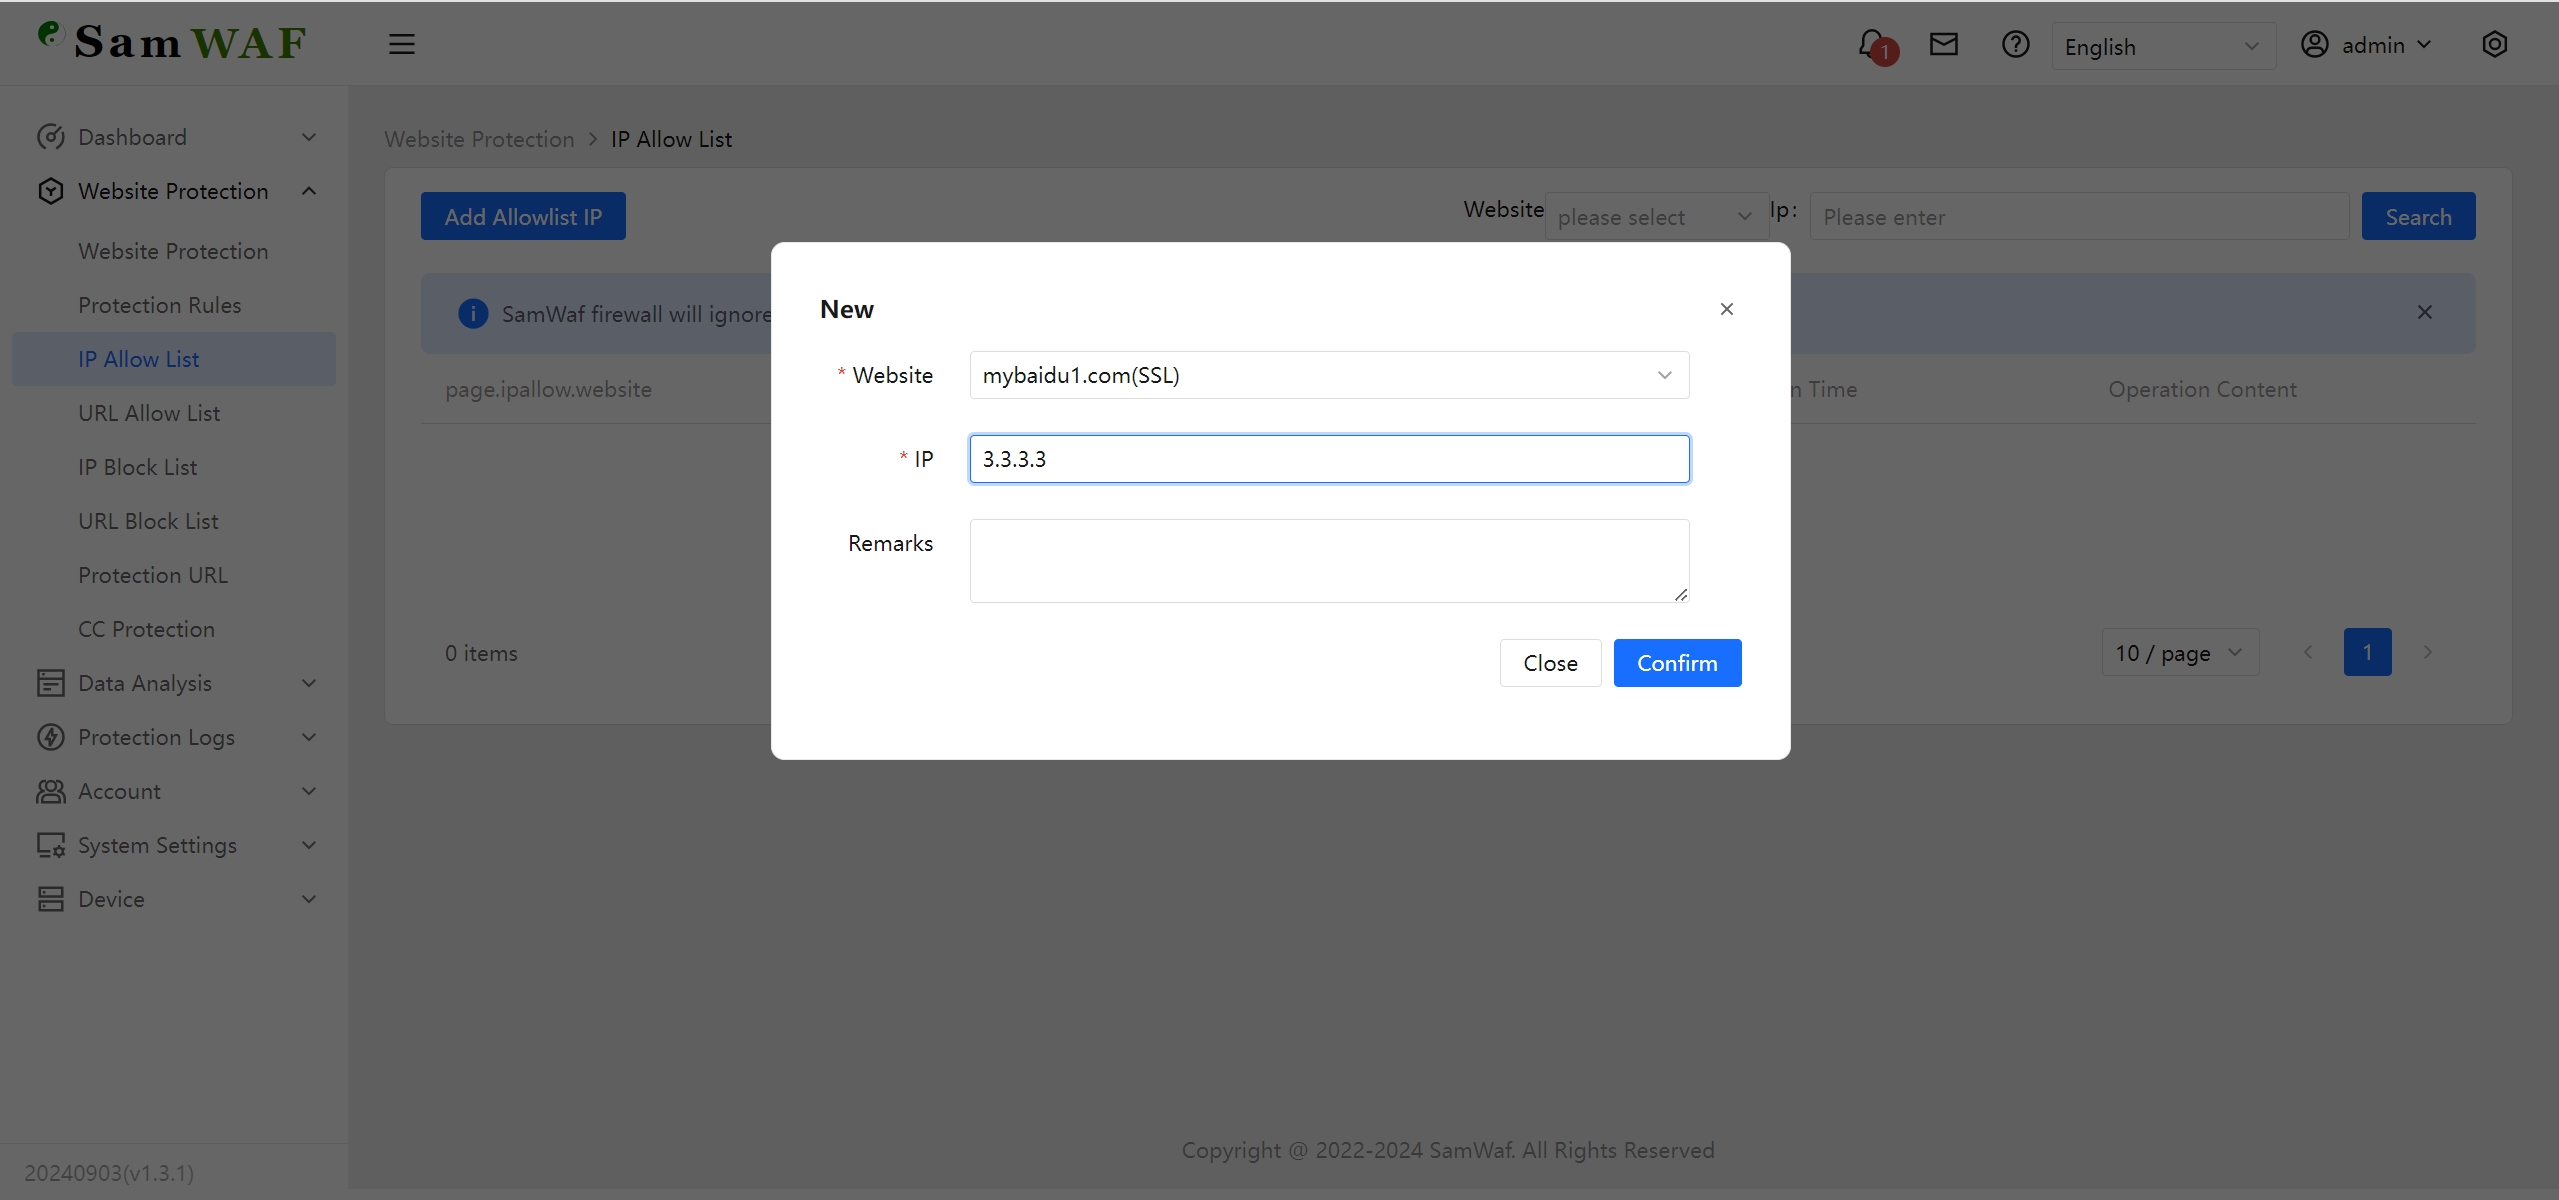 Sam WAF
1
English
admin
Dashboard
Website Protection
Website Protection
Protection Rules
IP Allow List
URL Allow List
IP Block List
URL Block List
Protection URL
CC Protection
Data Analysis
Protection Logs
Account
System Settings
Device
20240903(v1.3.1)
Website Protection > IP Allow List
Add Allowlist IP
Website please select Ip: Please enter Search
SamWaf firewall will ignore
page.ipallow.website
n Time
Operation Content
New
* Website mybaidu1.com(SSL)
* IP 3.3.3.3
Remarks
Close Confirm
0 items
10 / page
1
Copyright @ 2022-2024 SamWaf. All Rights Reserved